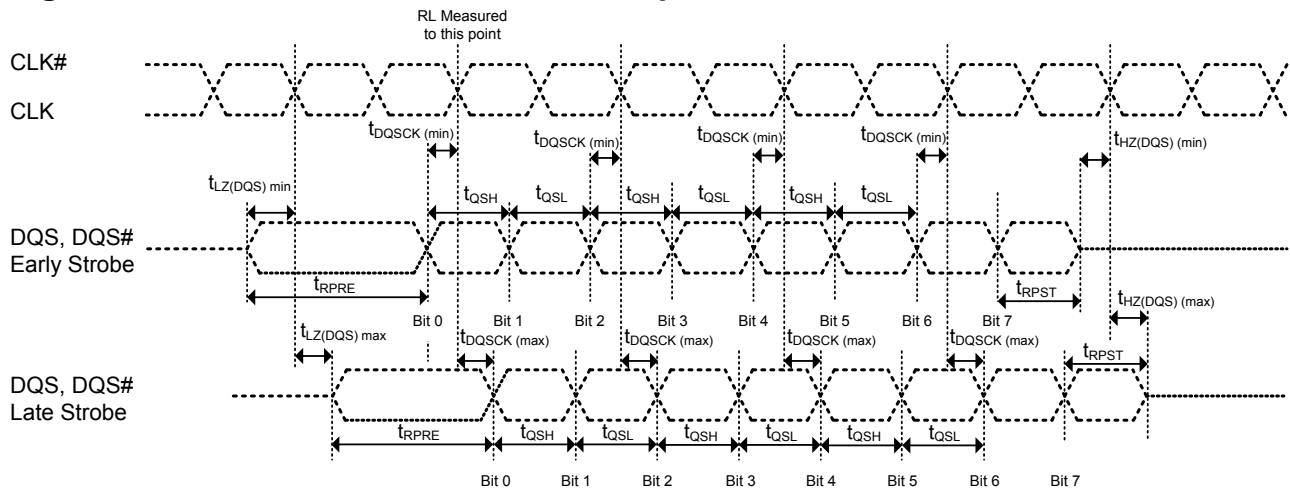 RL Measured
to this point
CLK#
CLK
tDQSCK (min) tDQSCK (min) tDQSCK (min) tDQSCK (min) tHZ(DQS) (min)
tLZ(DQS) min
tQSH tQSL tQSH tQSL tQSH tQSL
DQS, DQS#
Early Strobe
tRPRE tRPST tHZ(DQS) (max)
Bit 0 Bit 1 Bit 2 Bit 3 Bit 4 Bit 5 Bit 6 Bit 7
tLZ(DQS) max tDQSCK (max) tDQSCK (max) tDQSCK (max) tDQSCK (max) tRPST
DQS, DQS#
Late Strobe
tRPRE tQSH tQSL tQSH tQSL tQSH tQSL
Bit 0 Bit 1 Bit 2 Bit 3 Bit 4 Bit 5 Bit 6 Bit 7